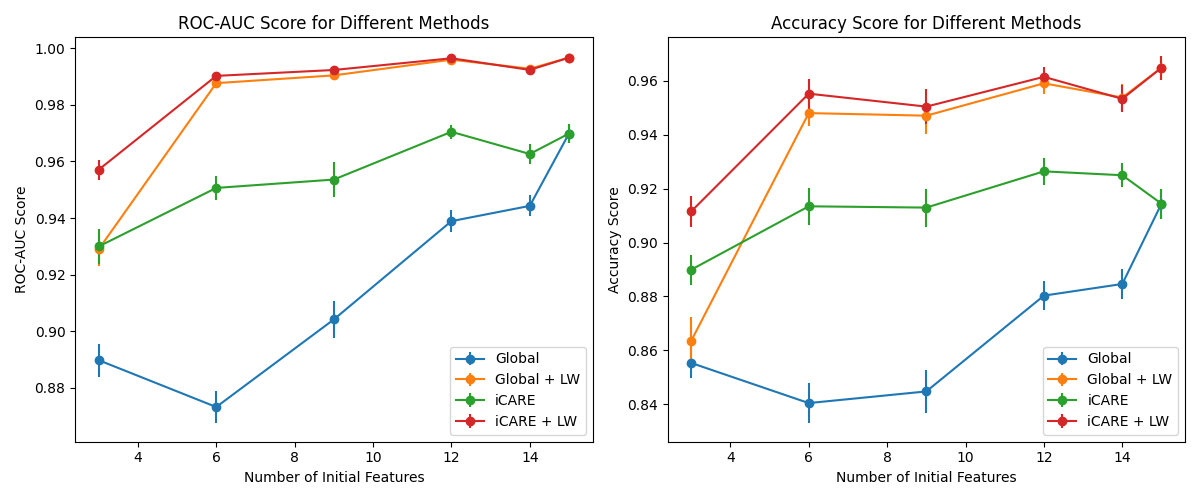 ROC-AUC Score for Different Methods
ROC-AUC Score
1.00
0.98
0.96
0.94
0.92
0.90
0.88
4 6 8 10 12 14
Number of Initial Features
Global
Global + LW
iCARE
iCARE + LW
Accuracy Score for Different Methods
Accuracy Score
0.96
0.94
0.92
0.90
0.88
0.86
0.84
4 6 8 10 12 14
Number of Initial Features
Global
Global + LW
iCARE
iCARE + LW